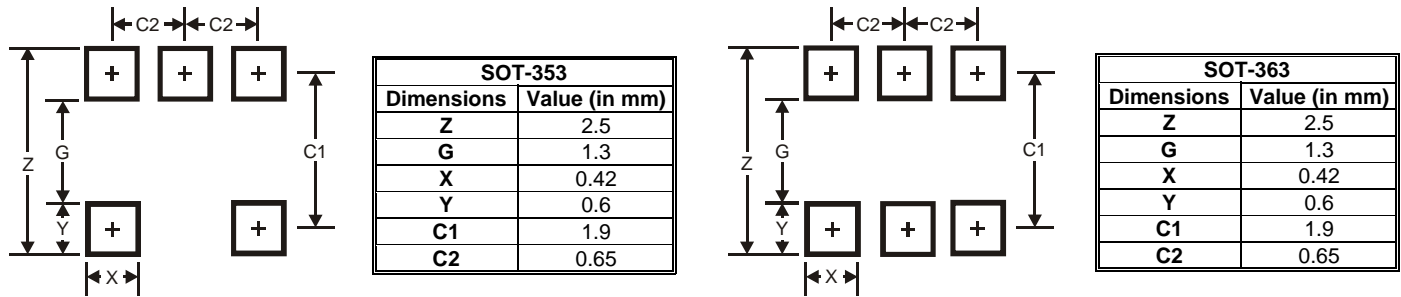 C2 C2
Z G C1
Y
X
SOT-353
Dimensions Value (in mm)
Z 2.5
G 1.3
X 0.42
Y 0.6
C1 1.9
C2 0.65
C2 C2
Z G C1
Y
X
SOT-363
Dimensions Value (in mm)
Z 2.5
G 1.3
X 0.42
Y 0.6
C1 1.9
C2 0.65